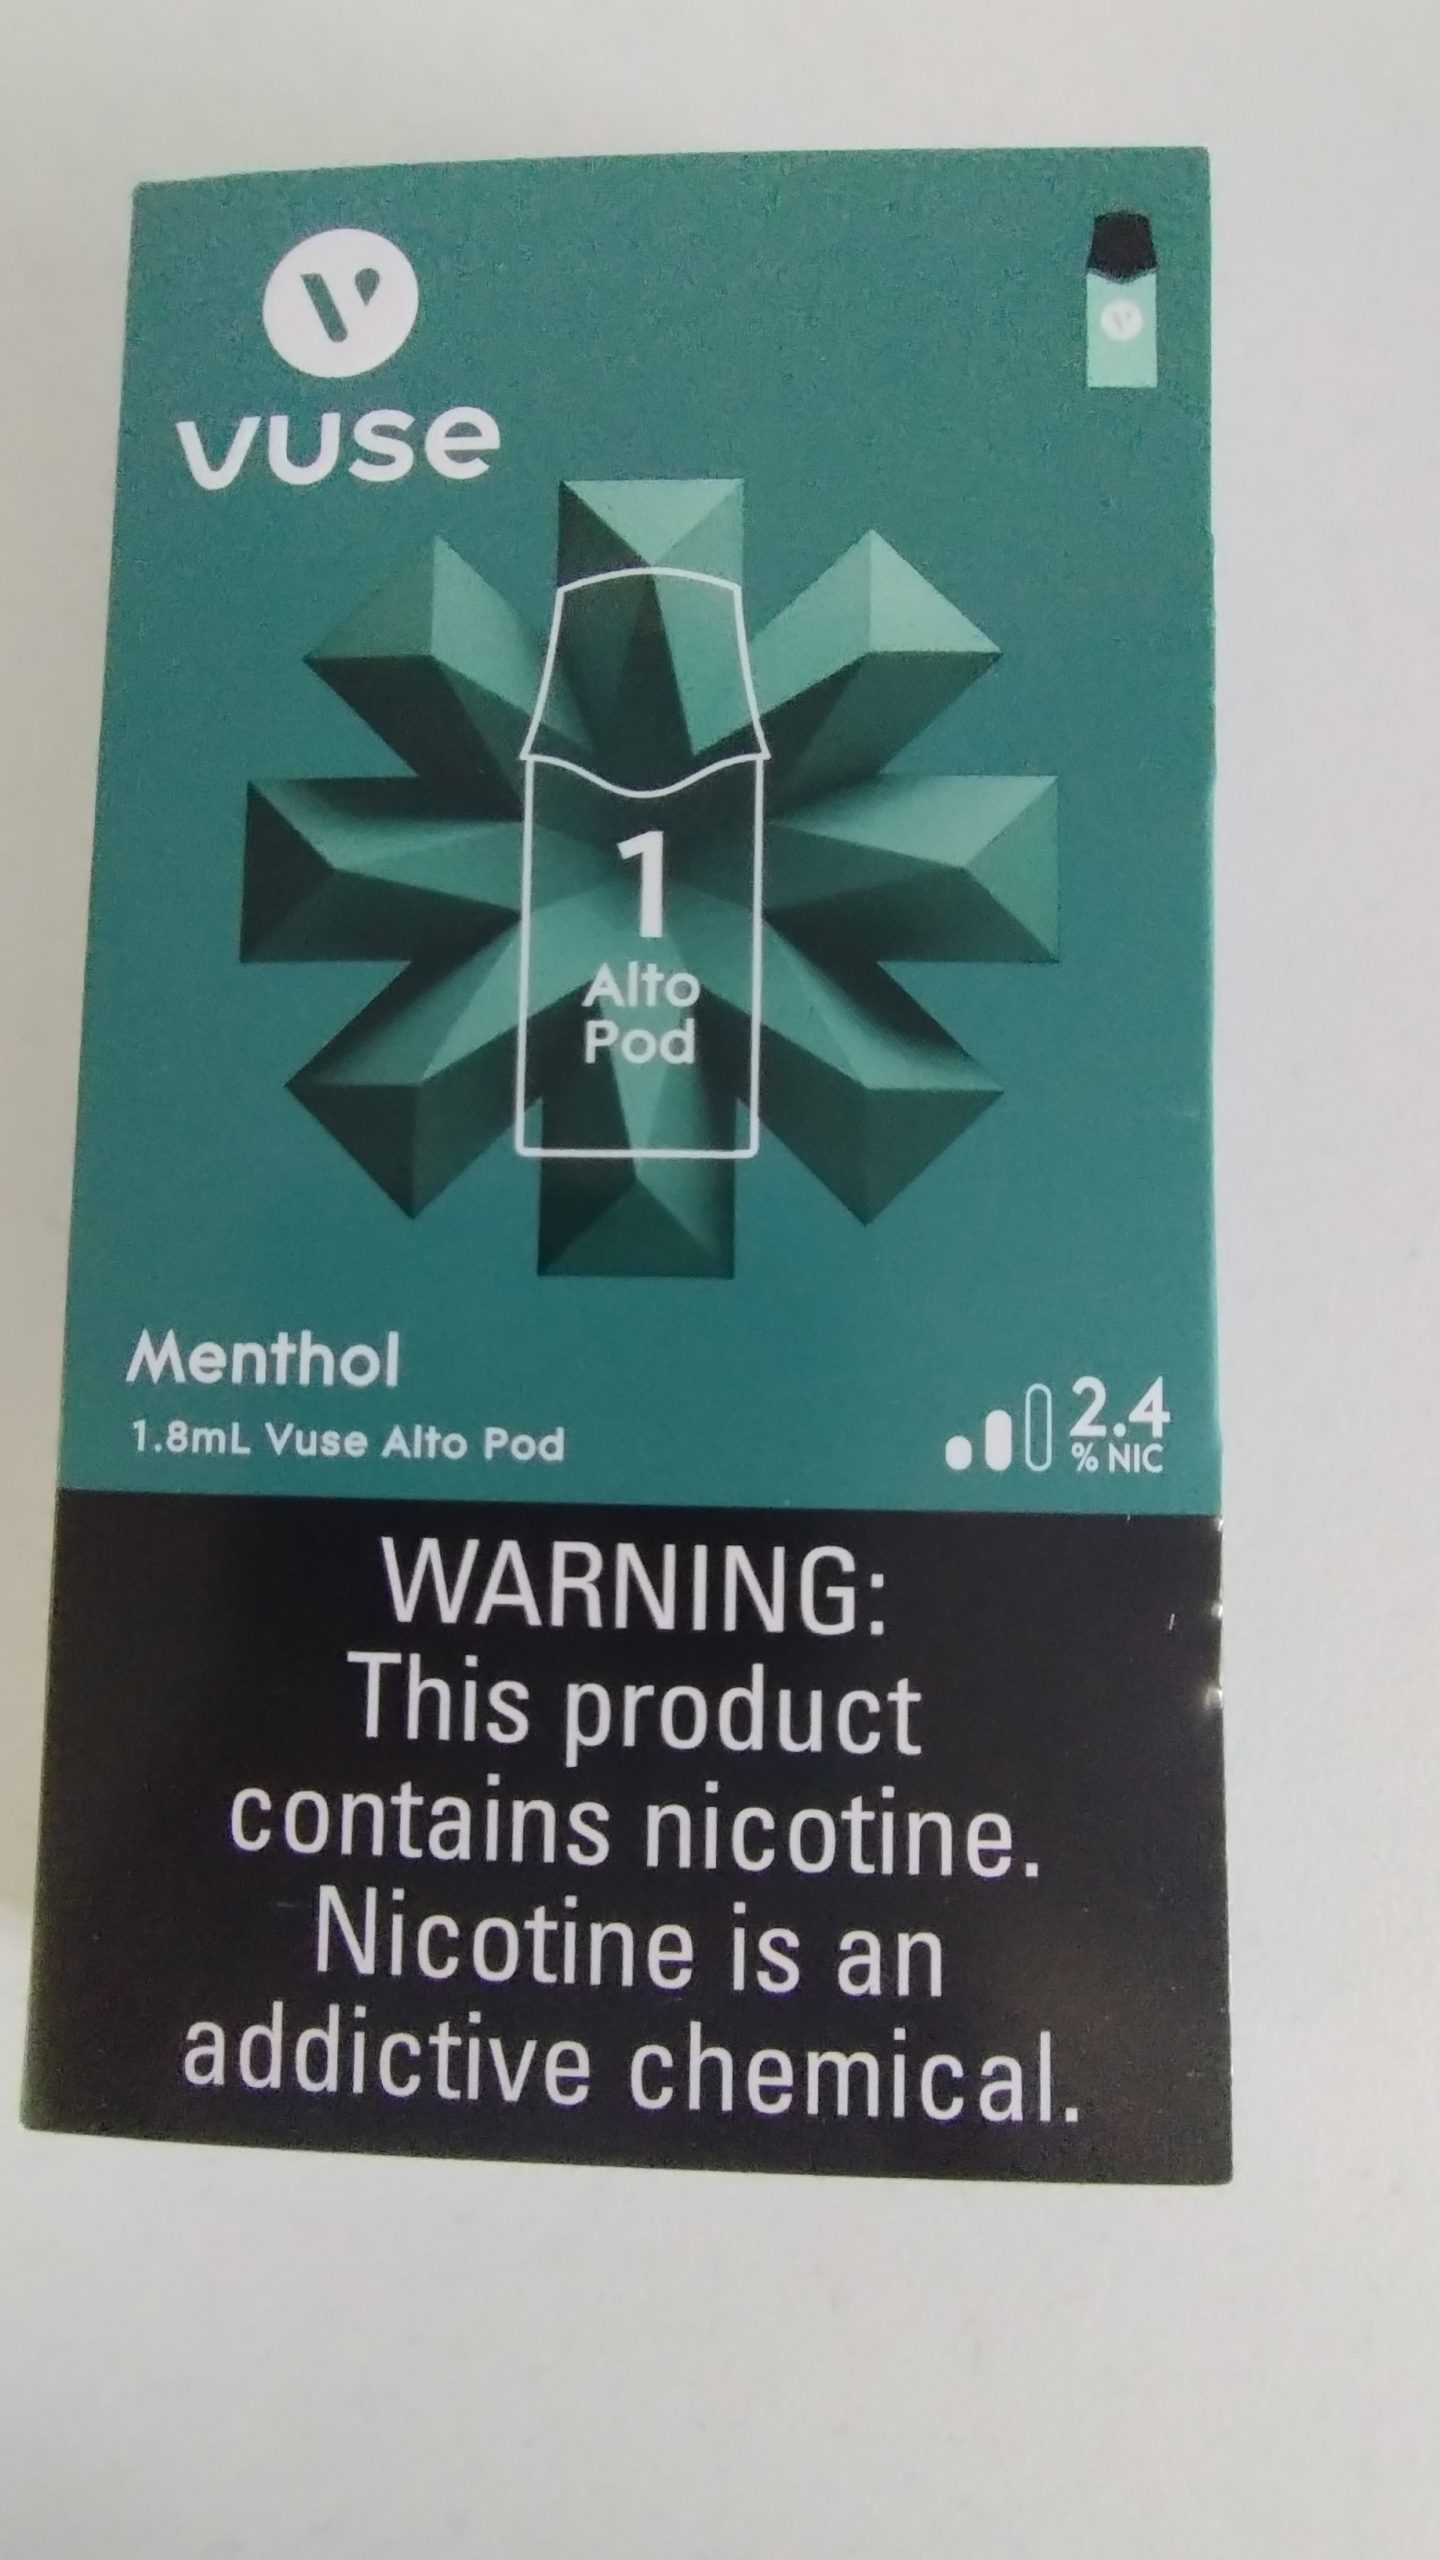 vuse
1
Alto
Pod
Menthol
1.8mL Vuse Alto Pod
2.4
% NIC
WARNING:
This product
contains nicotine.
Nicotine is an
addictive chemical.